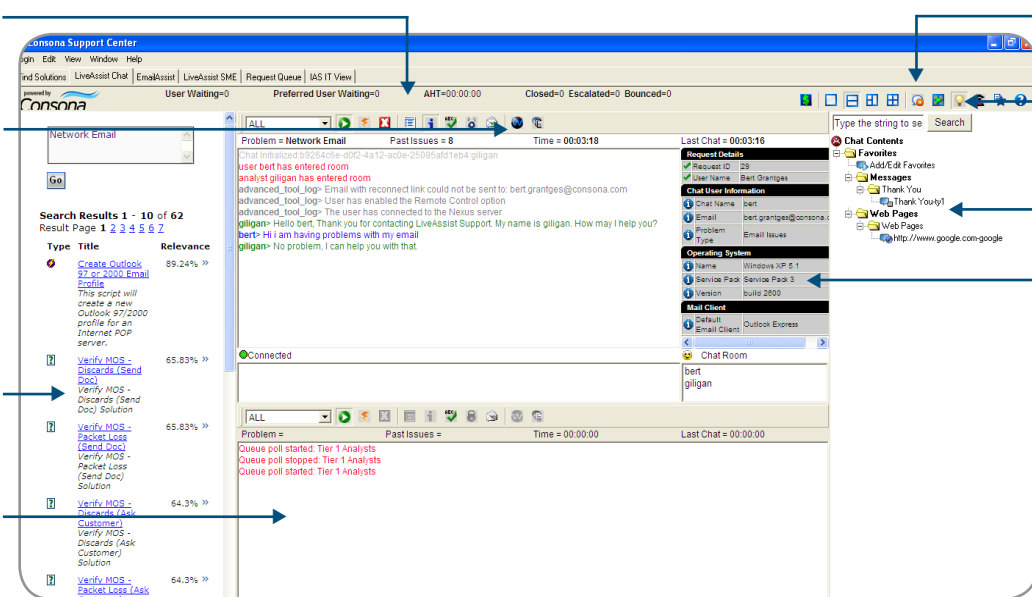 Consona Support Center
Login Edit View Window Help
Find Solutions LiveAssist Chat EmailAssist LiveAssist SME Request Queue IAS IT View
powered by
Consona
User Waiting=0 Preferred User Waiting=0 AHT=00:00:00 Closed=0 Escalated=0 Bounced=0
Network Email
Go
Search Results 1 - 10 of 62
Result Page 1 2 3 4 5 6 7
Type Title Relevance
Create Outlook 89.24% »
97 or 2000 Email
Profile
This script will
create a new
Outlook 97/2000
profile for an
Internet POP
server.
Verify MOS - 65.83% »
Discards (Send
Doc)
Verify MOS -
Discards (Send
Doc) Solution
Verify MOS - 65.83% »
Packet Loss
(Send Doc)
Verify MOS -
Packet Loss
(Send Doc)
Solution
Verify MOS - 64.3% »
Discards (Ask
Customer)
Verify MOS -
Discards (Ask
Customer)
Solution
Verify MOS - 64.3% »
Packet Loss (Ask
ALL
Problem = Network Email Past Issues = 8 Time = 00:03:18 Last Chat = 00:03:16
Chat Initialized:b9264c6e-d0f2-4a12-ac0e-25095afd1eb4:giligan
user bert has entered room
analyst giligan has entered room
advanced_tool_log> Email with reconnect link could not be sent to: bert.grantges@consona.com
advanced_tool_log> User has enabled the Remote Control option
advanced_tool_log> The user has connected to the Nexus server
giligan> Hello bert, Thank you for contacting LiveAssist Support. My name is giligan. How may I help you?
bert> Hi i am having problems with my email
giligan> No problem, I can help you with that.
Request Details
Request ID 29
User Name Bert Grantges
Chat User Information
Chat Name bert
Email bert.grantges@consona.c
Problem Type Email Issues
Operating System
Name Windows XP 5.1
Service Pack Service Pack 3
Version build 2600
Mail Client
Default Email Client Outlook Express
Connected
Chat Room
bert
giligan
ALL
Problem = Past Issues = Time = 00:00:00 Last Chat = 00:00:00
Queue poll started: Tier 1 Analysts
Queue poll stopped: Tier 1 Analysts
Queue poll started: Tier 1 Analysts
Type the string to se Search
Chat Contents
Favorites
Add/Edit Favorites
Messages
Thank You
Thank You-ty1
Web Pages
Web Pages
http://www.google.com-google